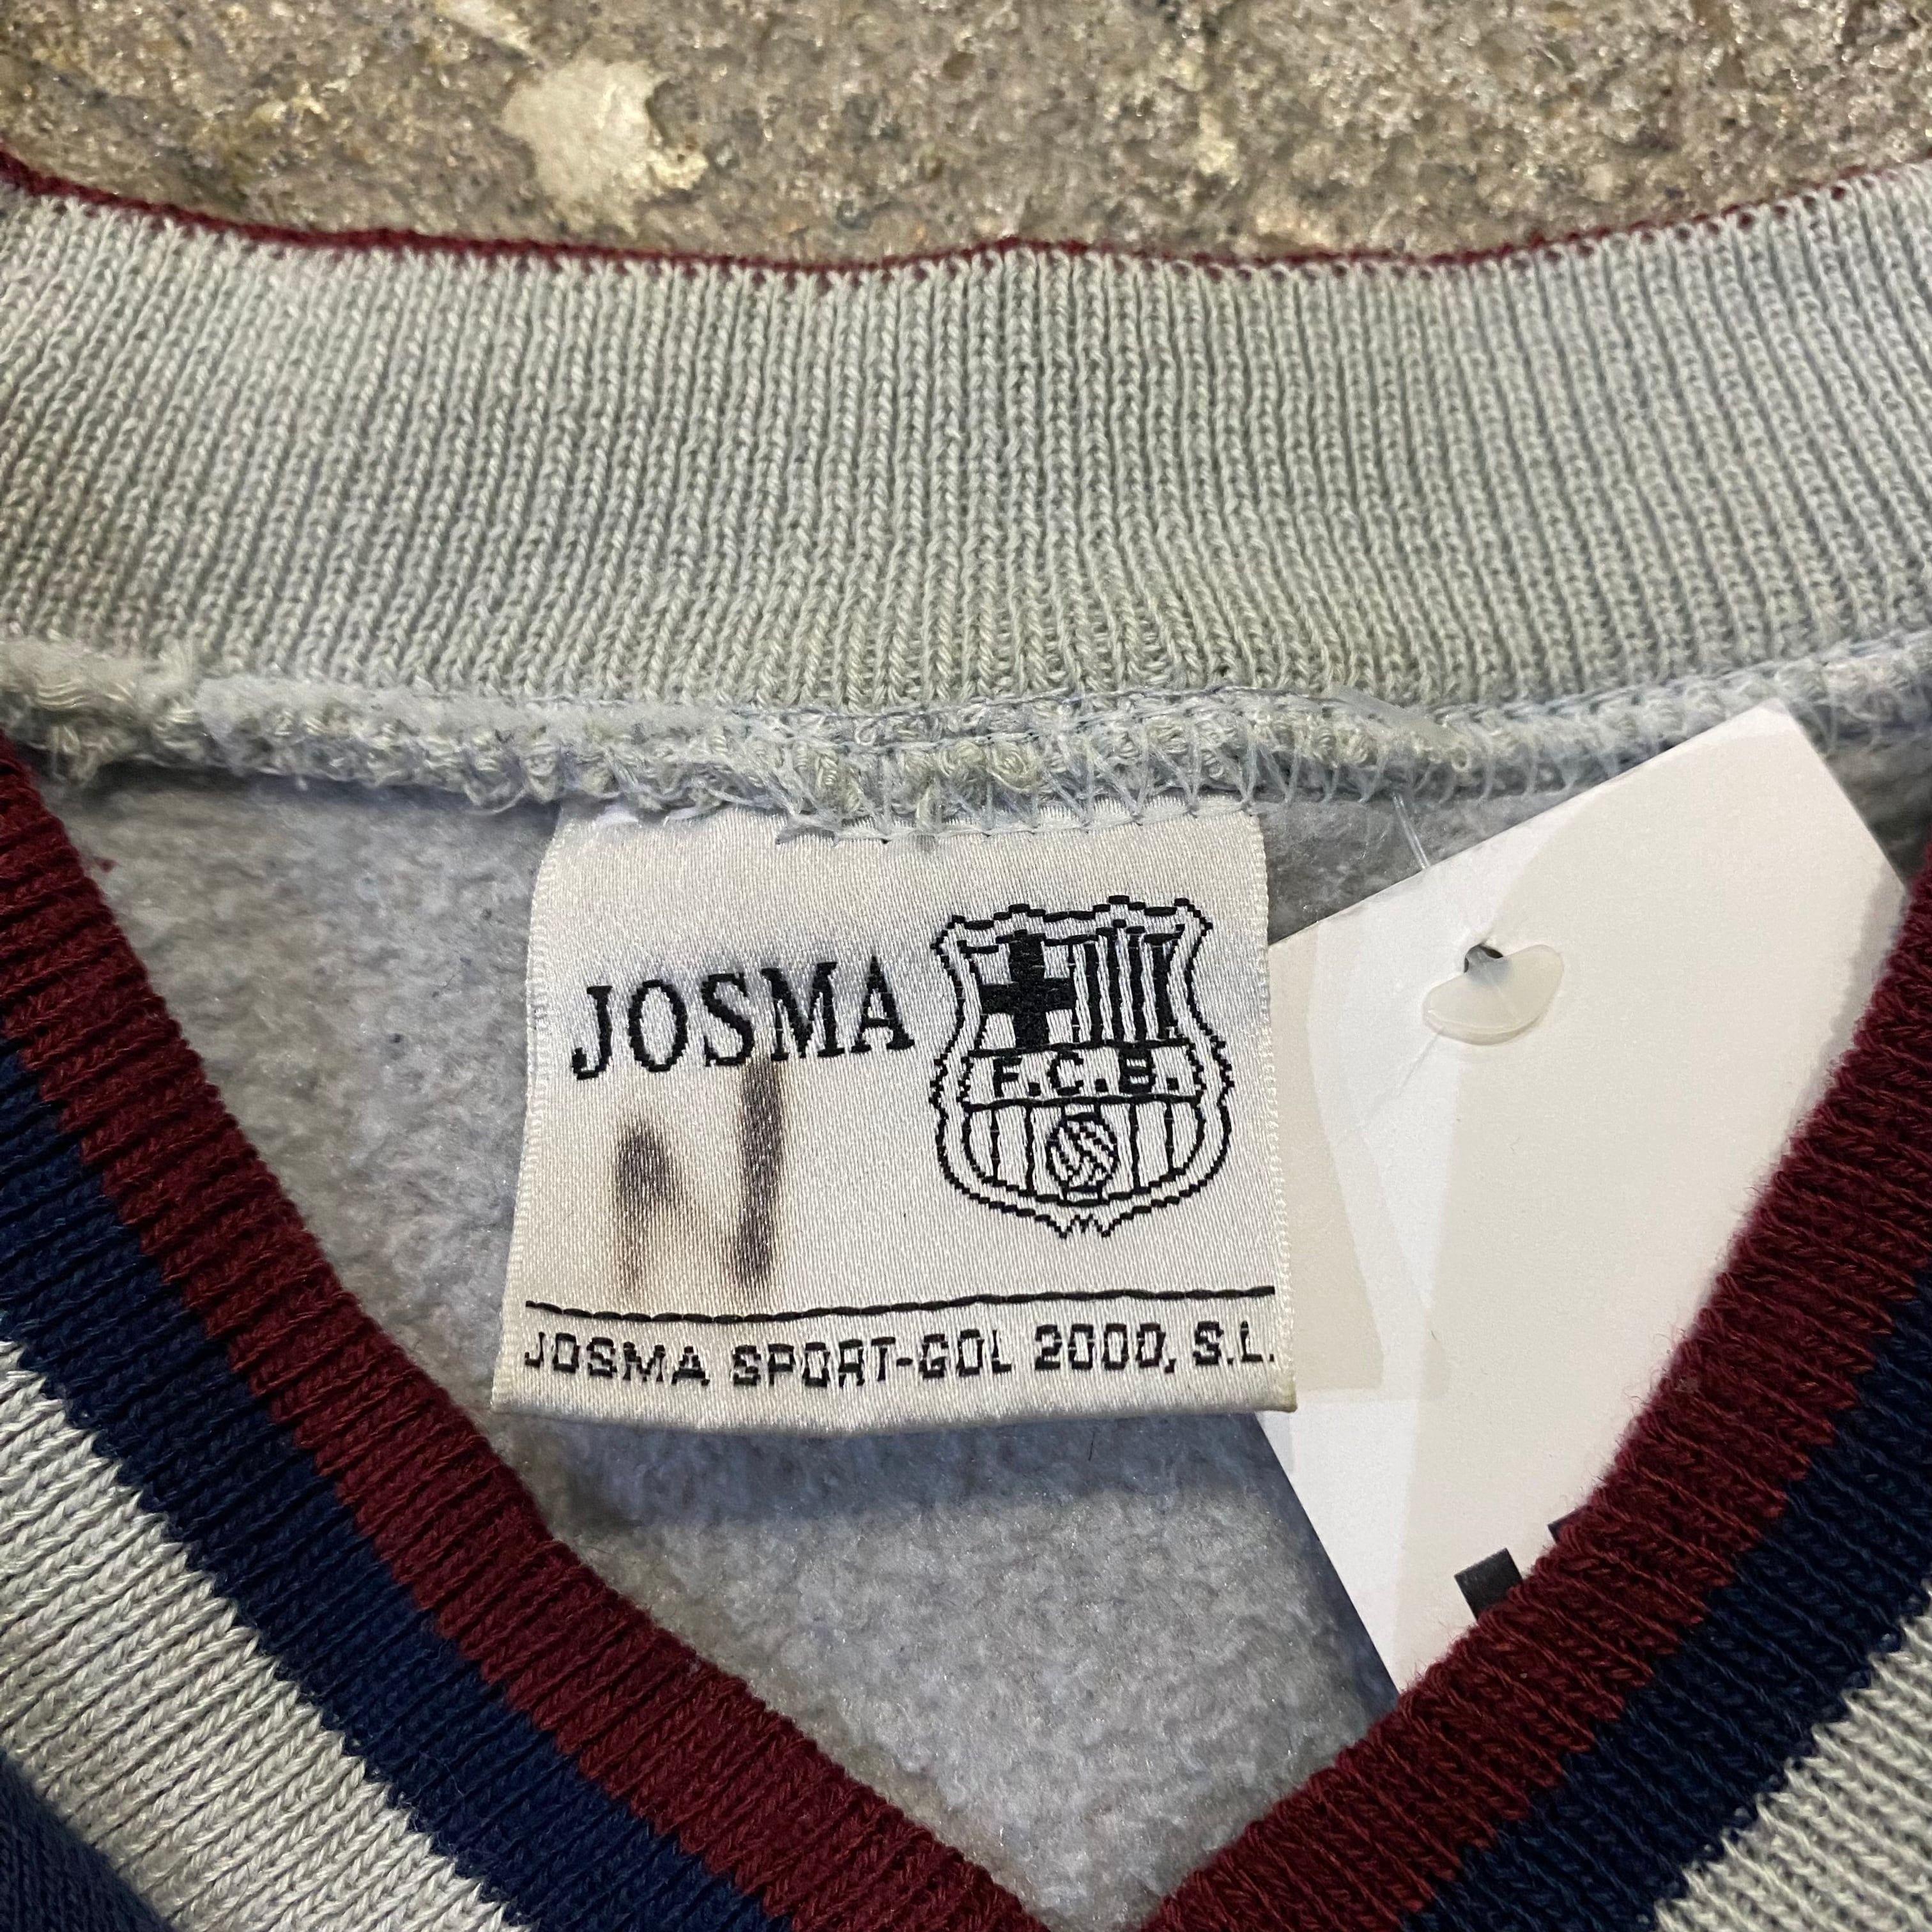 JOSMA
F.C.B.
JOSMA SPORT-GOL 2000, S.L.